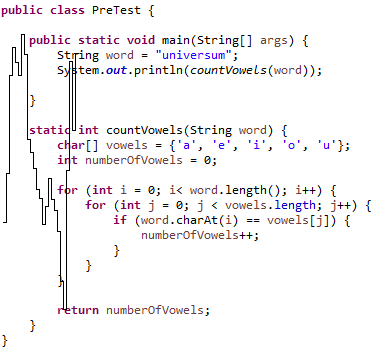 public class PreTest {
public static void main(String[] args) {
String word = "universum";
System.out.println(countVowels(word));
}
static int countVowels(String word) {
char[] vowels = {'a', 'e', 'i', 'o', 'u'};
int numberOfVowels = 0;
for (int i = 0; i< word.length(); i++) {
for (int j = 0; j < vowels.length; j++) {
if (word.charAt(i) == vowels[j]) {
numberOfVowels++;
}
}
}
return numberOfVowels;
}
}